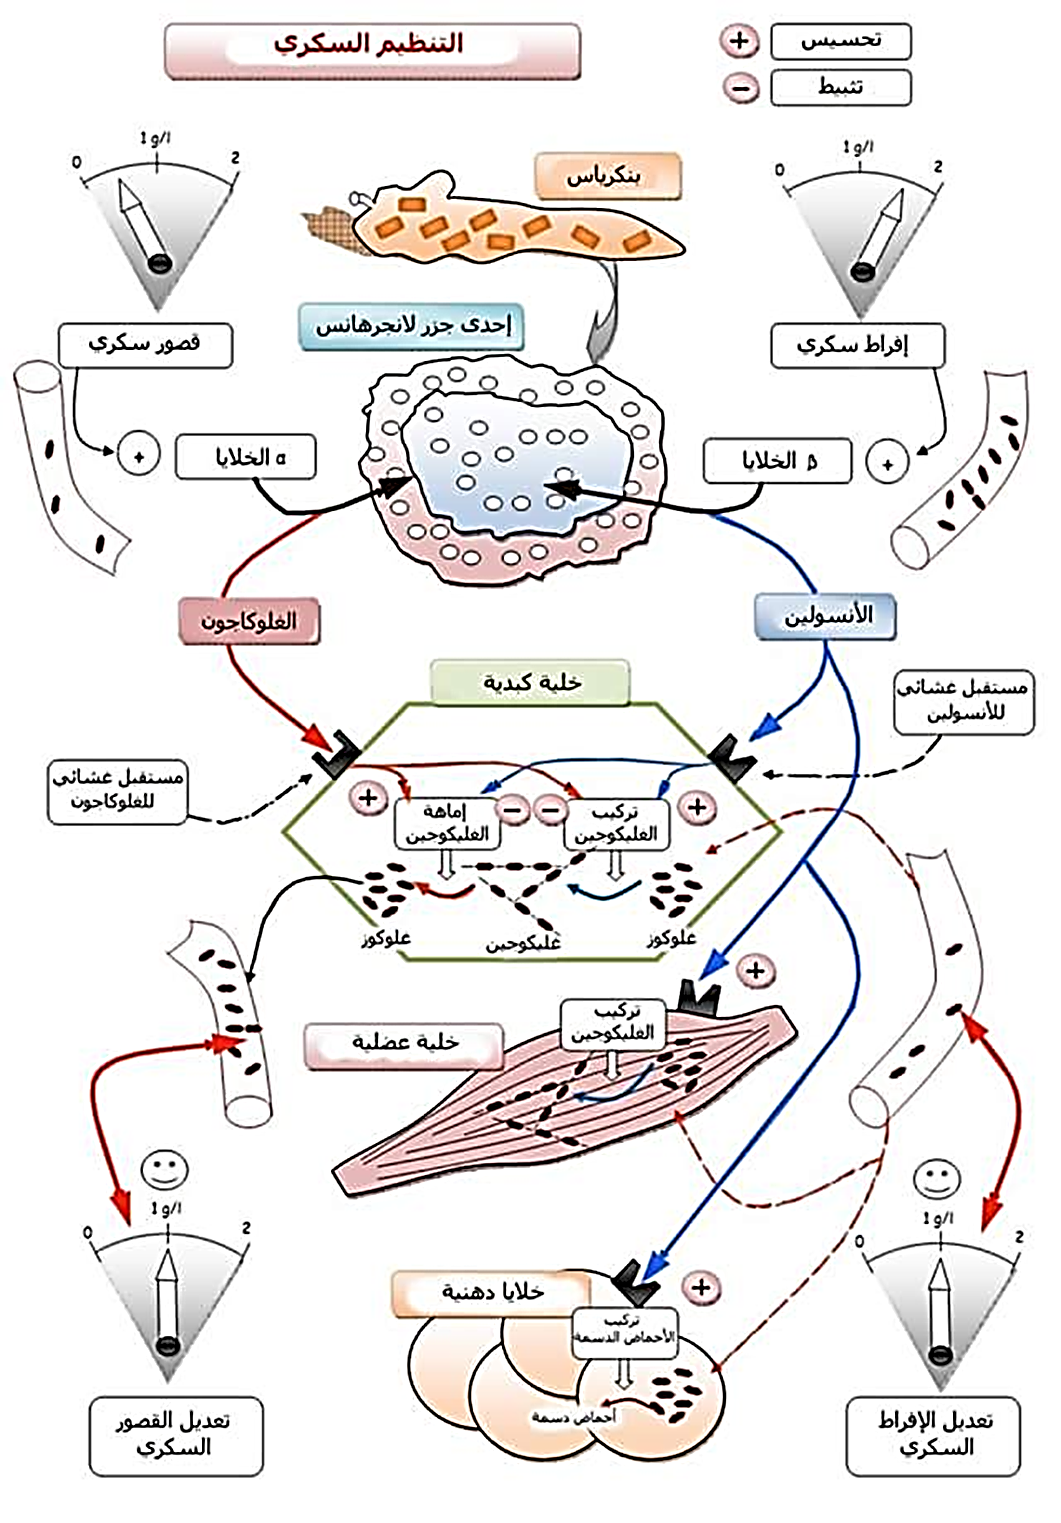 التنظيم السكري
+ تحسيس
− تثبيط
0 1 g/l 2
0 1 g/l 2
بنكرياس
إحدى جزر لانجرهانس
إفراط سكري
قصور سكري
+
الخلايا β
α الخلايا
+
الأنسولين
الغلوكاجون
خلية كبدية
مستقبل غشائي
للأنسولين
مستقبل غشائي
للغلوكاجون
+
تركيب
الغليكوجين
−
−
إماهة
الغليكوجين
+
غلوكوز
غليكوجين
غلوكوز
+
تركيب
الغليكوجين
خلية عضلية
1 g/l
0 2
1 g/l
0 2
+
خلايا دهنية
تركيب
الأحماض الدسمة
أحماض دسمة
تعديل الإفراط
السكري
تعديل القصور
السكري